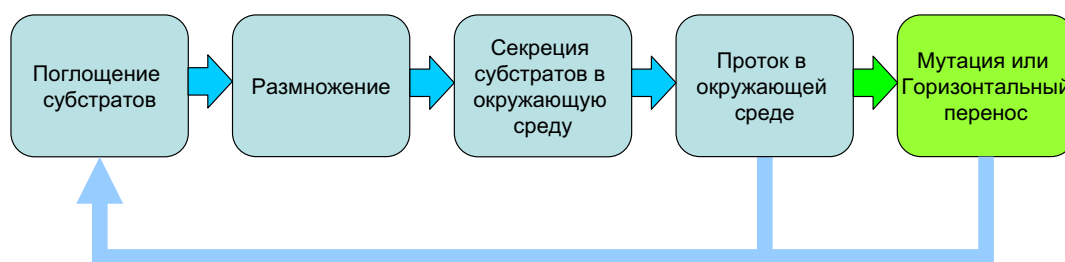 Поглощение
субстратов
Размножение
Секреция
субстратов в
окружающую
среду
Проток в
окружающей
среде
Мутация или
Горизонтальный
перенос